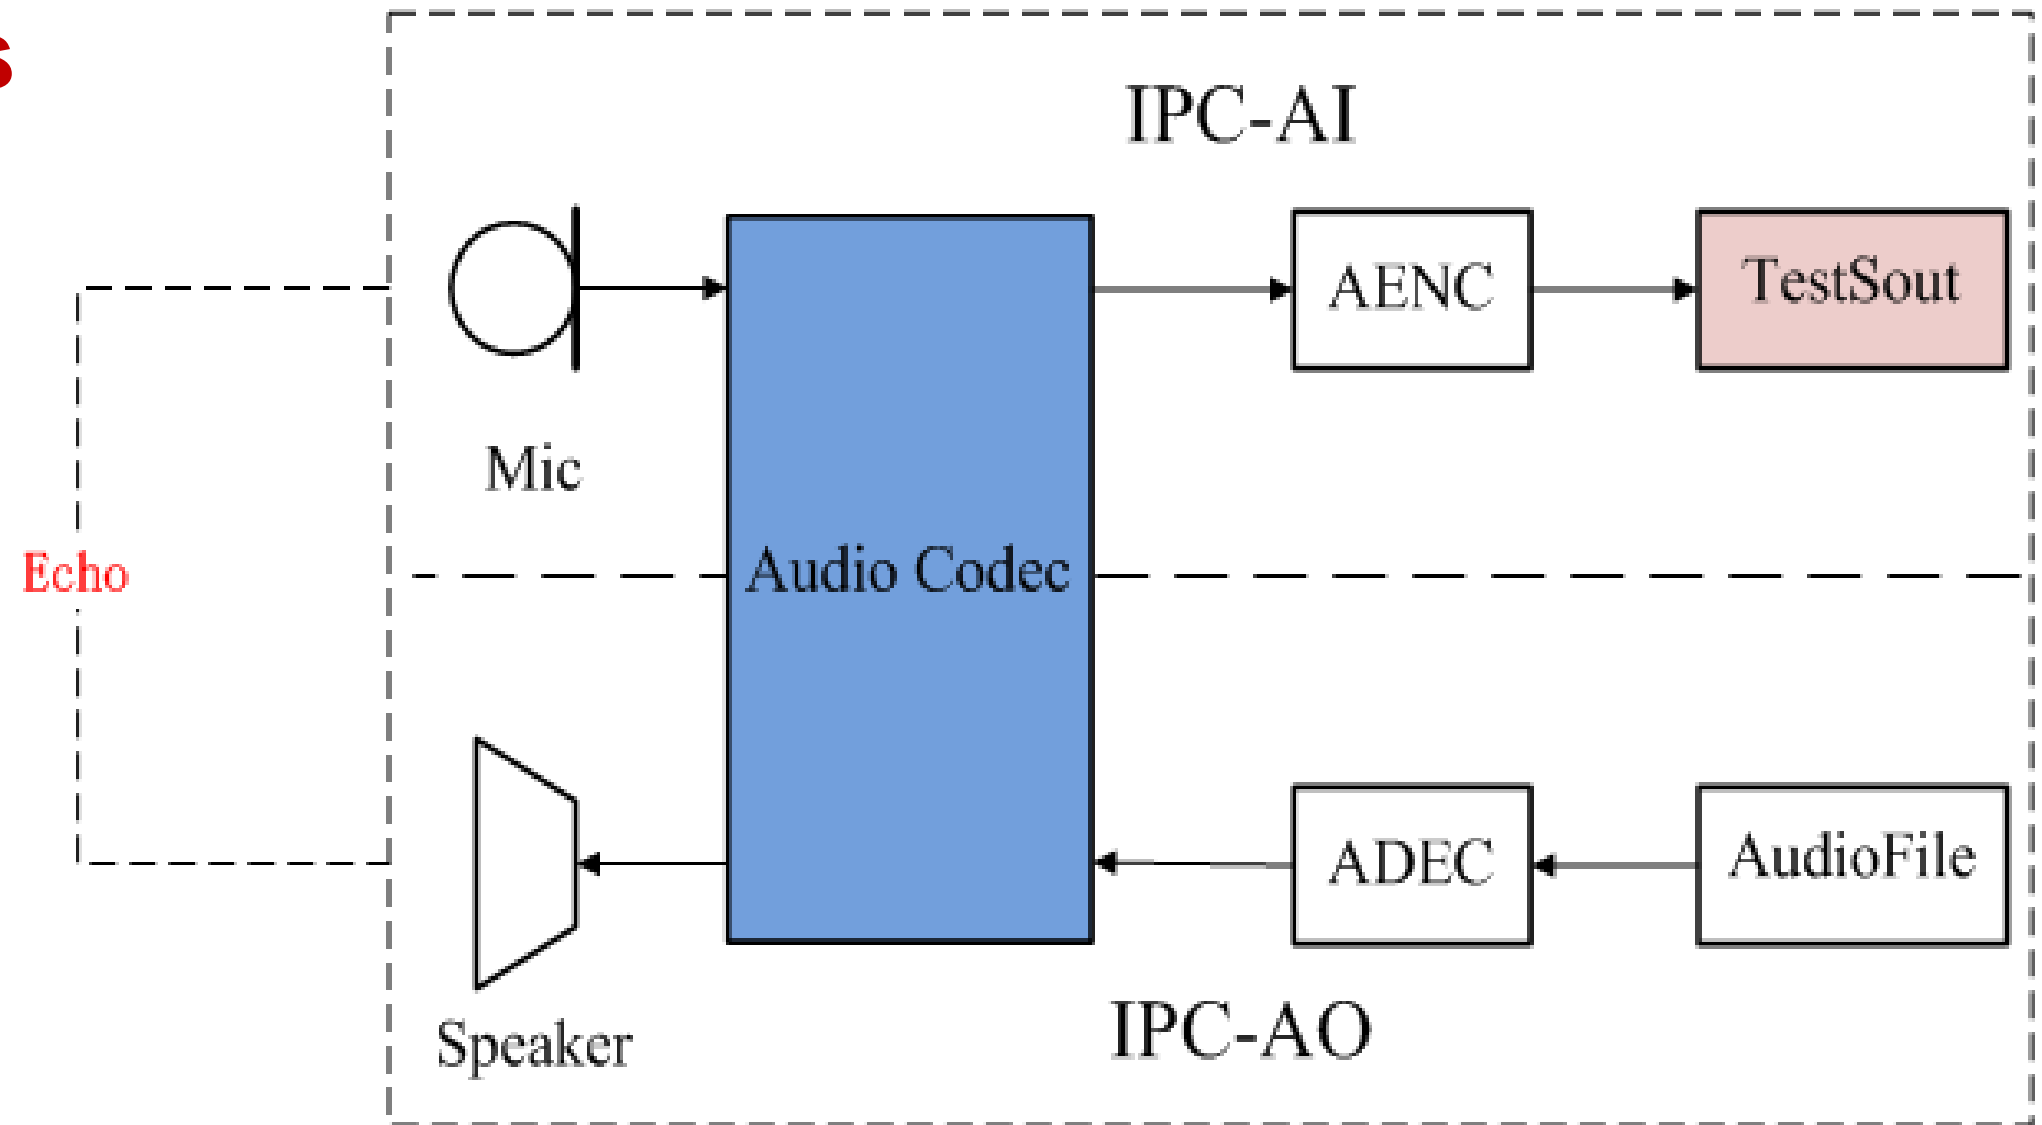 s
IPC-AI
AENC
TestSout
Mic
Audio Codec
Echo
ADEC
AudioFile
IPC-AO
Speaker